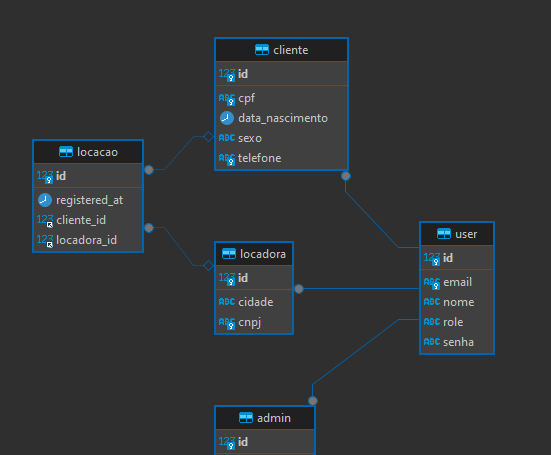 cliente
123 id
ABC cpf
data_nascimento
ABC sexo
ABC telefone
locacao
123 id
registered_at
123 cliente_id
123 locadora_id
locadora
123 id
ABC cidade
ABC cnpj
user
123 id
ABC email
ABC nome
ABC role
ABC senha
admin
123 id